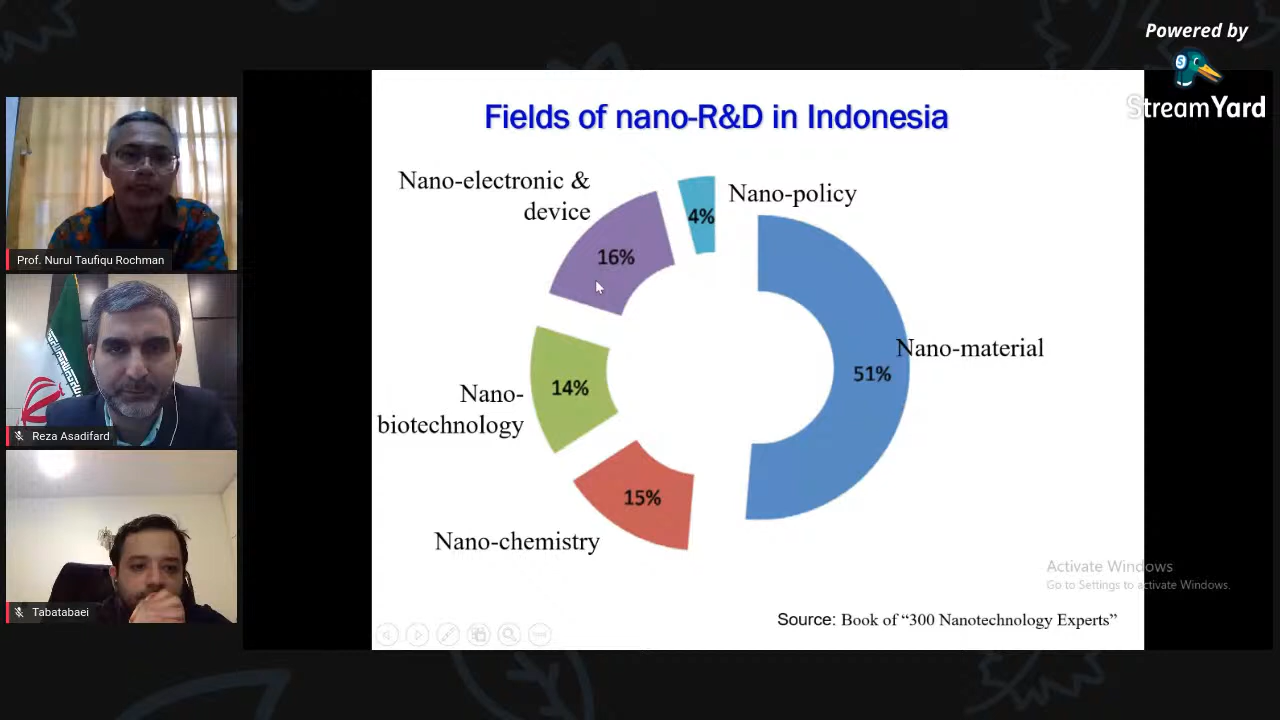 Powered by
StreamYard
Fields of nano-R&D in Indonesia
Nano-electronic &
device
16%
4%
Nano-policy
Nano-material
51%
Nano-
biotechnology
14%
15%
Nano-chemistry
Source: Book of “300 Nanotechnology Experts”
Activate Windows
Go to Settings to activate Windows.
Prof. Nurul Taufiqu Rochman
Reza Asadifard
Tabatabaei